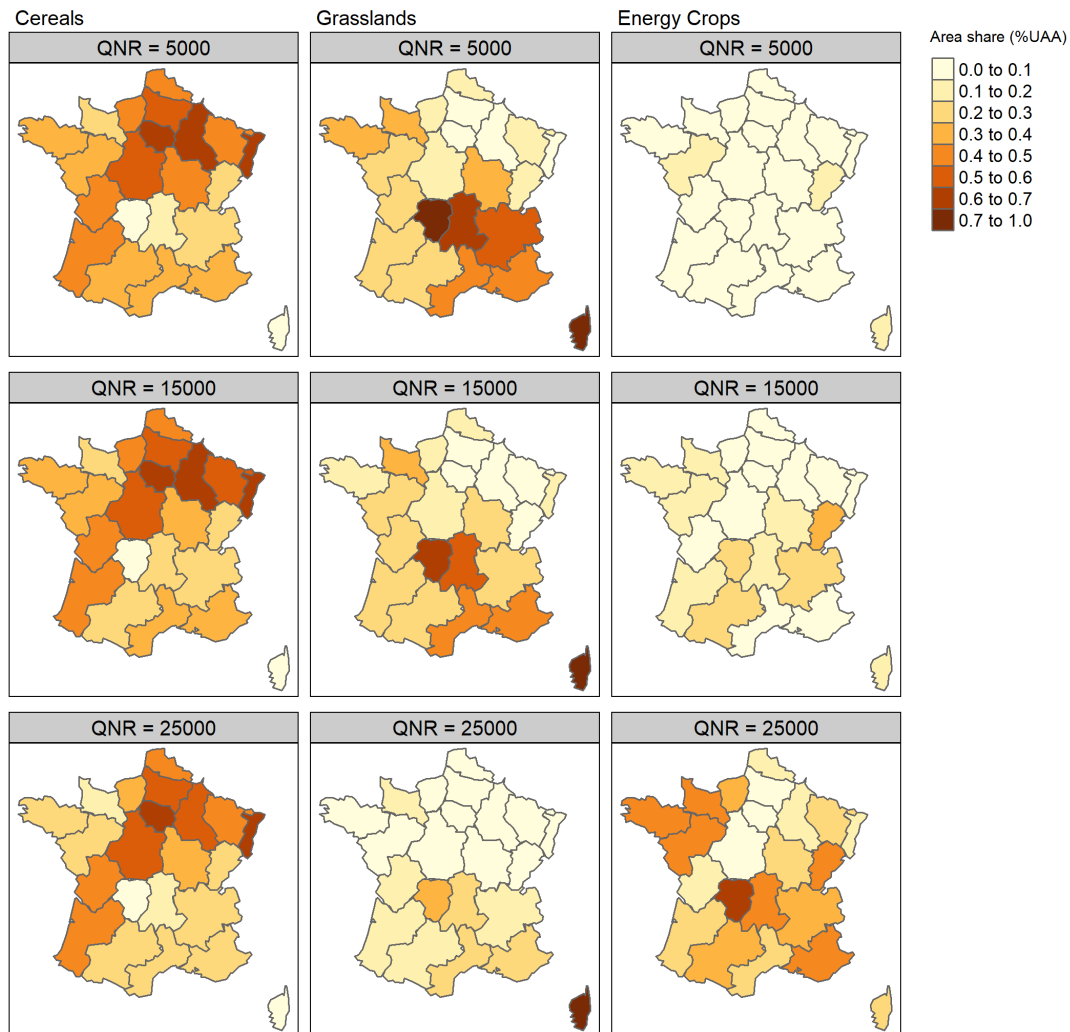 Cereals
Grasslands
Energy Crops
QNR = 5000
QNR = 5000
QNR = 5000
Area share (%UAA)
0.0 to 0.1
0.1 to 0.2
0.2 to 0.3
0.3 to 0.4
0.4 to 0.5
0.5 to 0.6
0.6 to 0.7
0.7 to 1.0
QNR = 15000
QNR = 15000
QNR = 15000
QNR = 25000
QNR = 25000
QNR = 25000